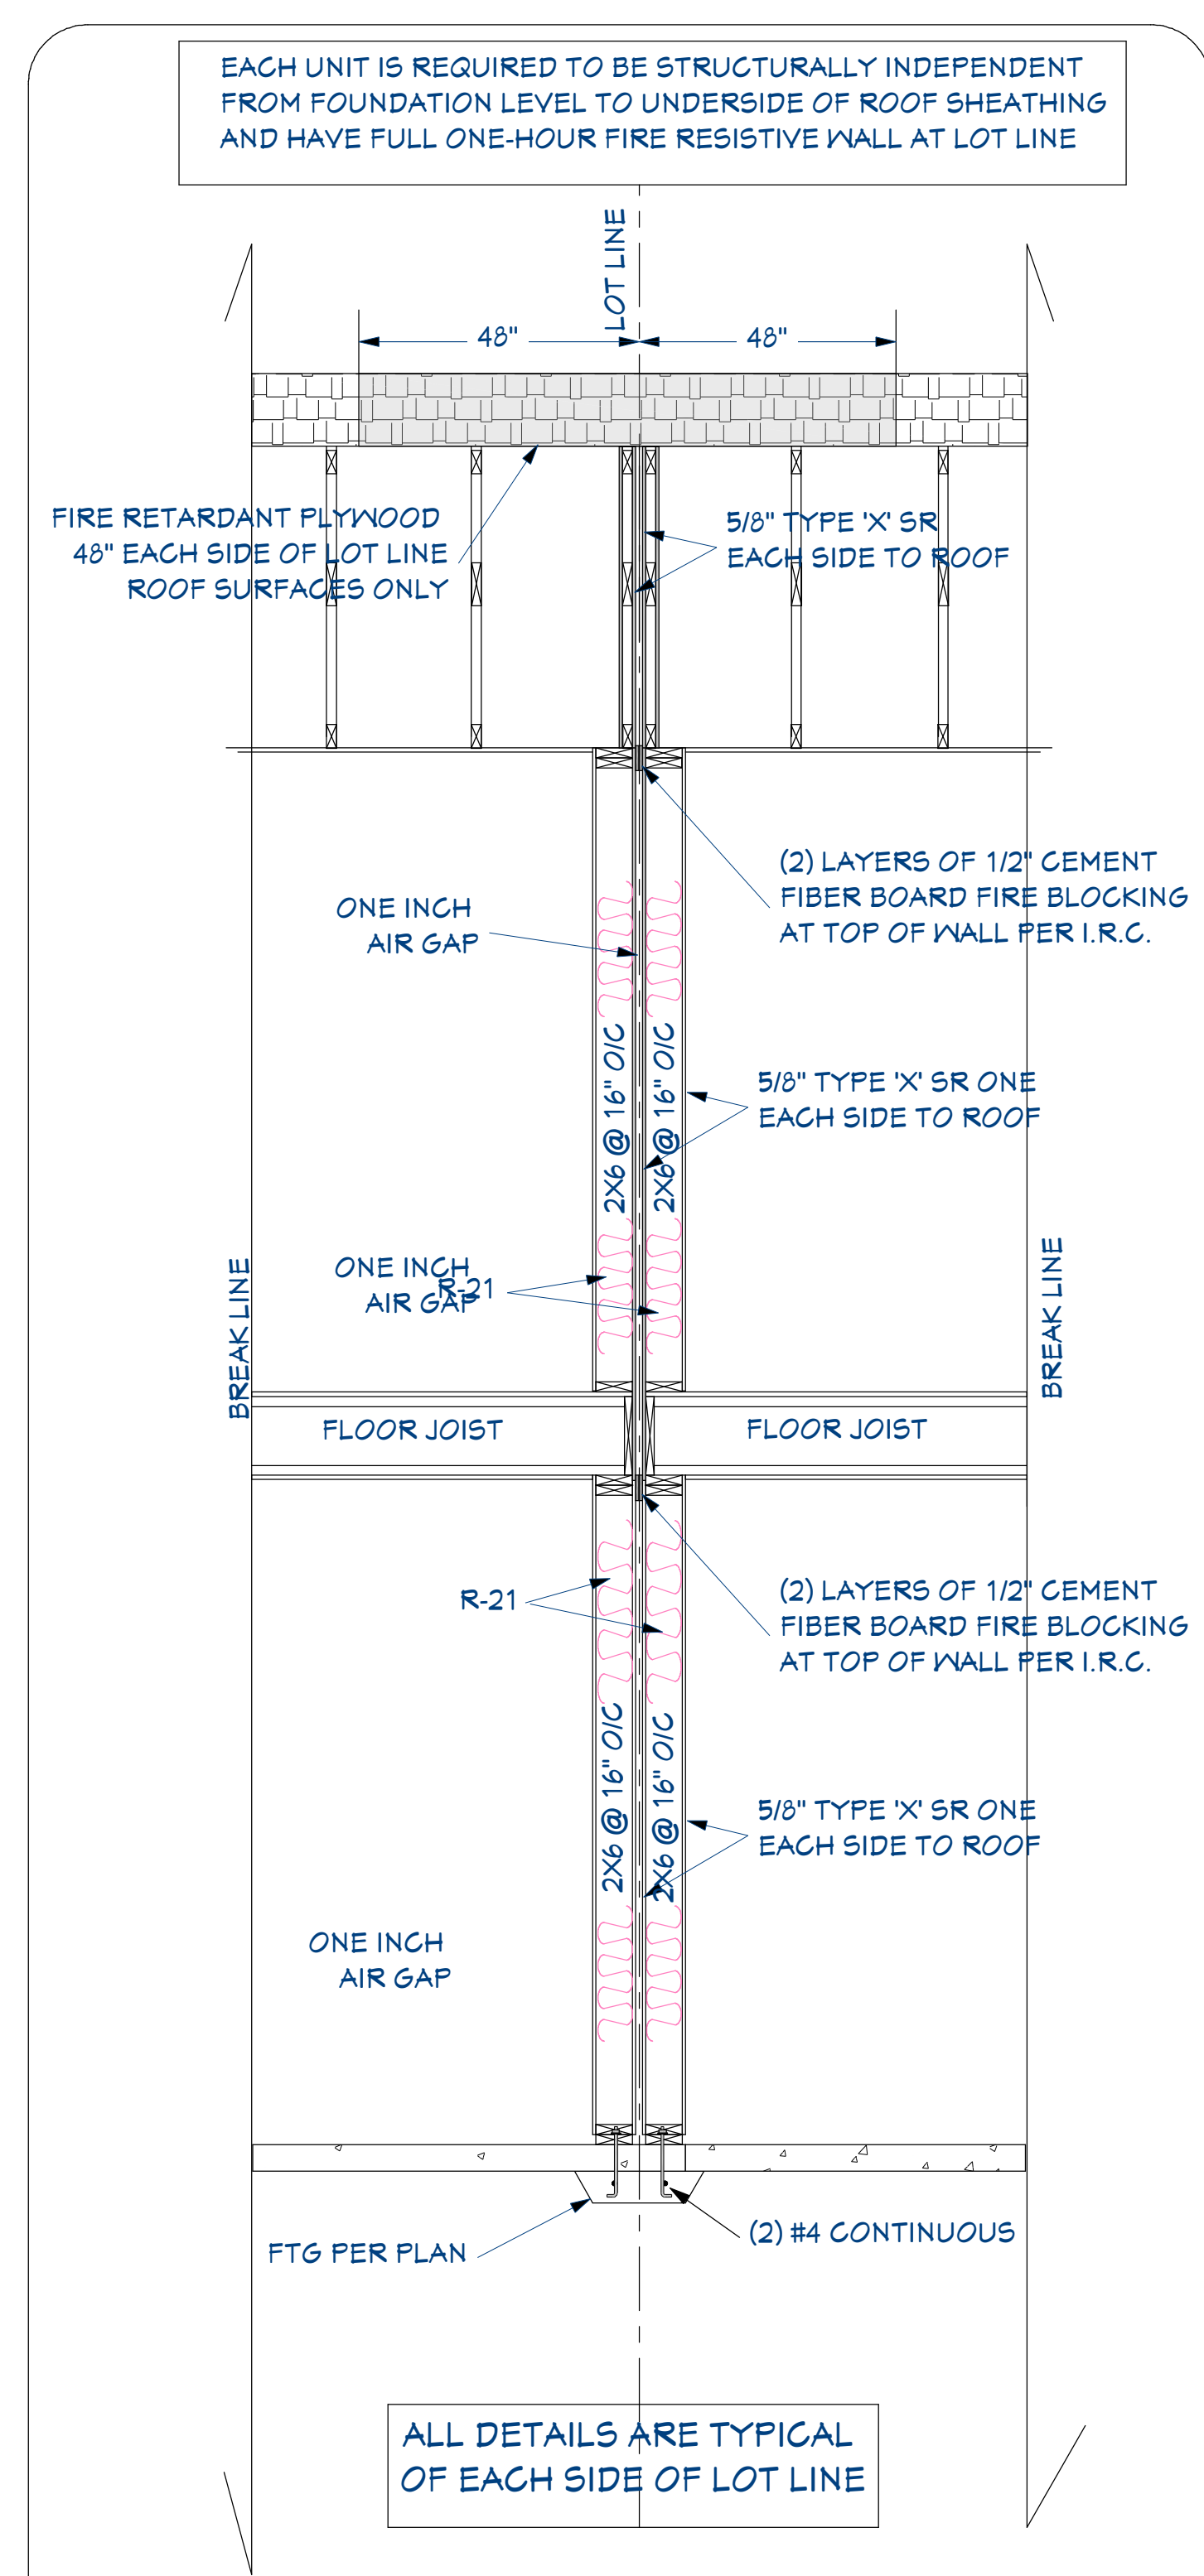 EACH UNIT IS REQUIRED TO BE STRUCTURALLY INDEPENDENT
FROM FOUNDATION LEVEL TO UNDERSIDE OF ROOF SHEATHING
AND HAVE FULL ONE-HOUR FIRE RESISTIVE WALL AT LOT LINE
LOT LINE
48"
48"
FIRE RETARDANT PLYWOOD
48" EACH SIDE OF LOT LINE
ROOF SURFACES ONLY
5/8" TYPE 'X' SR
EACH SIDE TO ROOF
(2) LAYERS OF 1/2" CEMENT
FIBER BOARD FIRE BLOCKING
AT TOP OF WALL PER I.R.C.
ONE INCH
AIR GAP
2X6 @ 16" O/C
2X6 @ 16" O/C
5/8" TYPE 'X' SR ONE
EACH SIDE TO ROOF
ONE INCH
AIR GAP
R-21
BREAK LINE
BREAK LINE
FLOOR JOIST
FLOOR JOIST
R-21
(2) LAYERS OF 1/2" CEMENT
FIBER BOARD FIRE BLOCKING
AT TOP OF WALL PER I.R.C.
2X6 @ 16" O/C
2X6 @ 16" O/C
5/8" TYPE 'X' SR ONE
EACH SIDE TO ROOF
ONE INCH
AIR GAP
FTG PER PLAN
(2) #4 CONTINUOUS
ALL DETAILS ARE TYPICAL
OF EACH SIDE OF LOT LINE